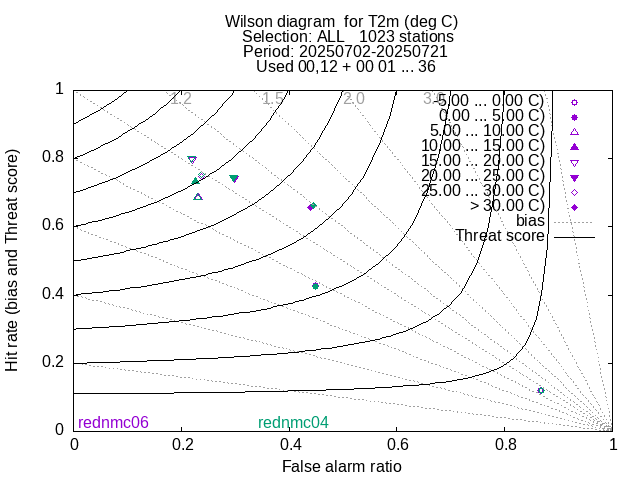 Wilson diagram for T2m (deg C)
Selection: ALL 1023 stations
Period: 20250702-20250721
Used 00,12 + 00 01 ... 36
1.2 1.5 2.0 3.0
-5.00 ... 0.00 C)
0.00 ... 5.00 C)
5.00 ... 10.00 C)
10.00 ... 15.00 C)
15.00 ... 20.00 C)
20.00 ... 25.00 C)
25.00 ... 30.00 C)
> 30.00 C)
bias
Threat score
Hit rate (bias and Threat score)
1
0.8
0.6
0.4
0.2
0
rednmc06 rednmc04
0 0.2 0.4 0.6 0.8 1
False alarm ratio